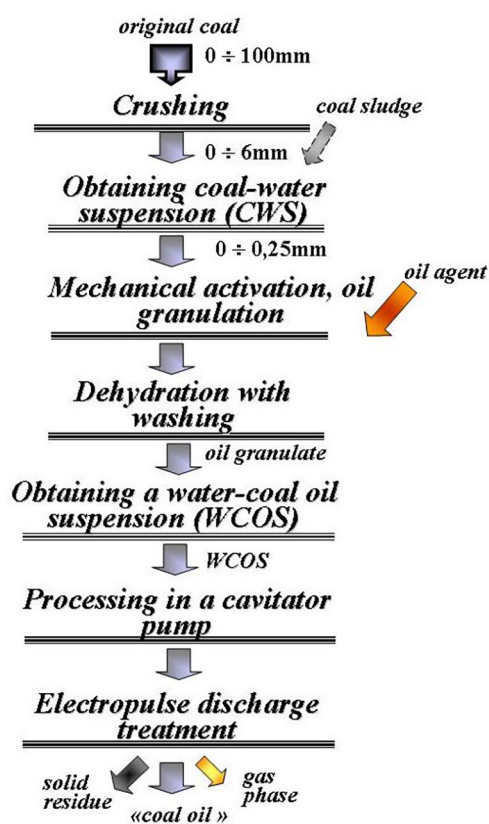 original coal
0 ÷ 100mm
Crushing
coal sludge
0 ÷ 6mm
Obtaining coal-water
suspension (CWS)
0 ÷ 0,25mm
oil agent
Mechanical activation, oil
granulation
Dehydration with
washing
oil granulate
Obtaining a water-coal oil
suspension (WCOS)
WCOS
Processing in a cavitator
pump
Electropulse discharge
treatment
solid
residue
«coal oil »
gas
phase